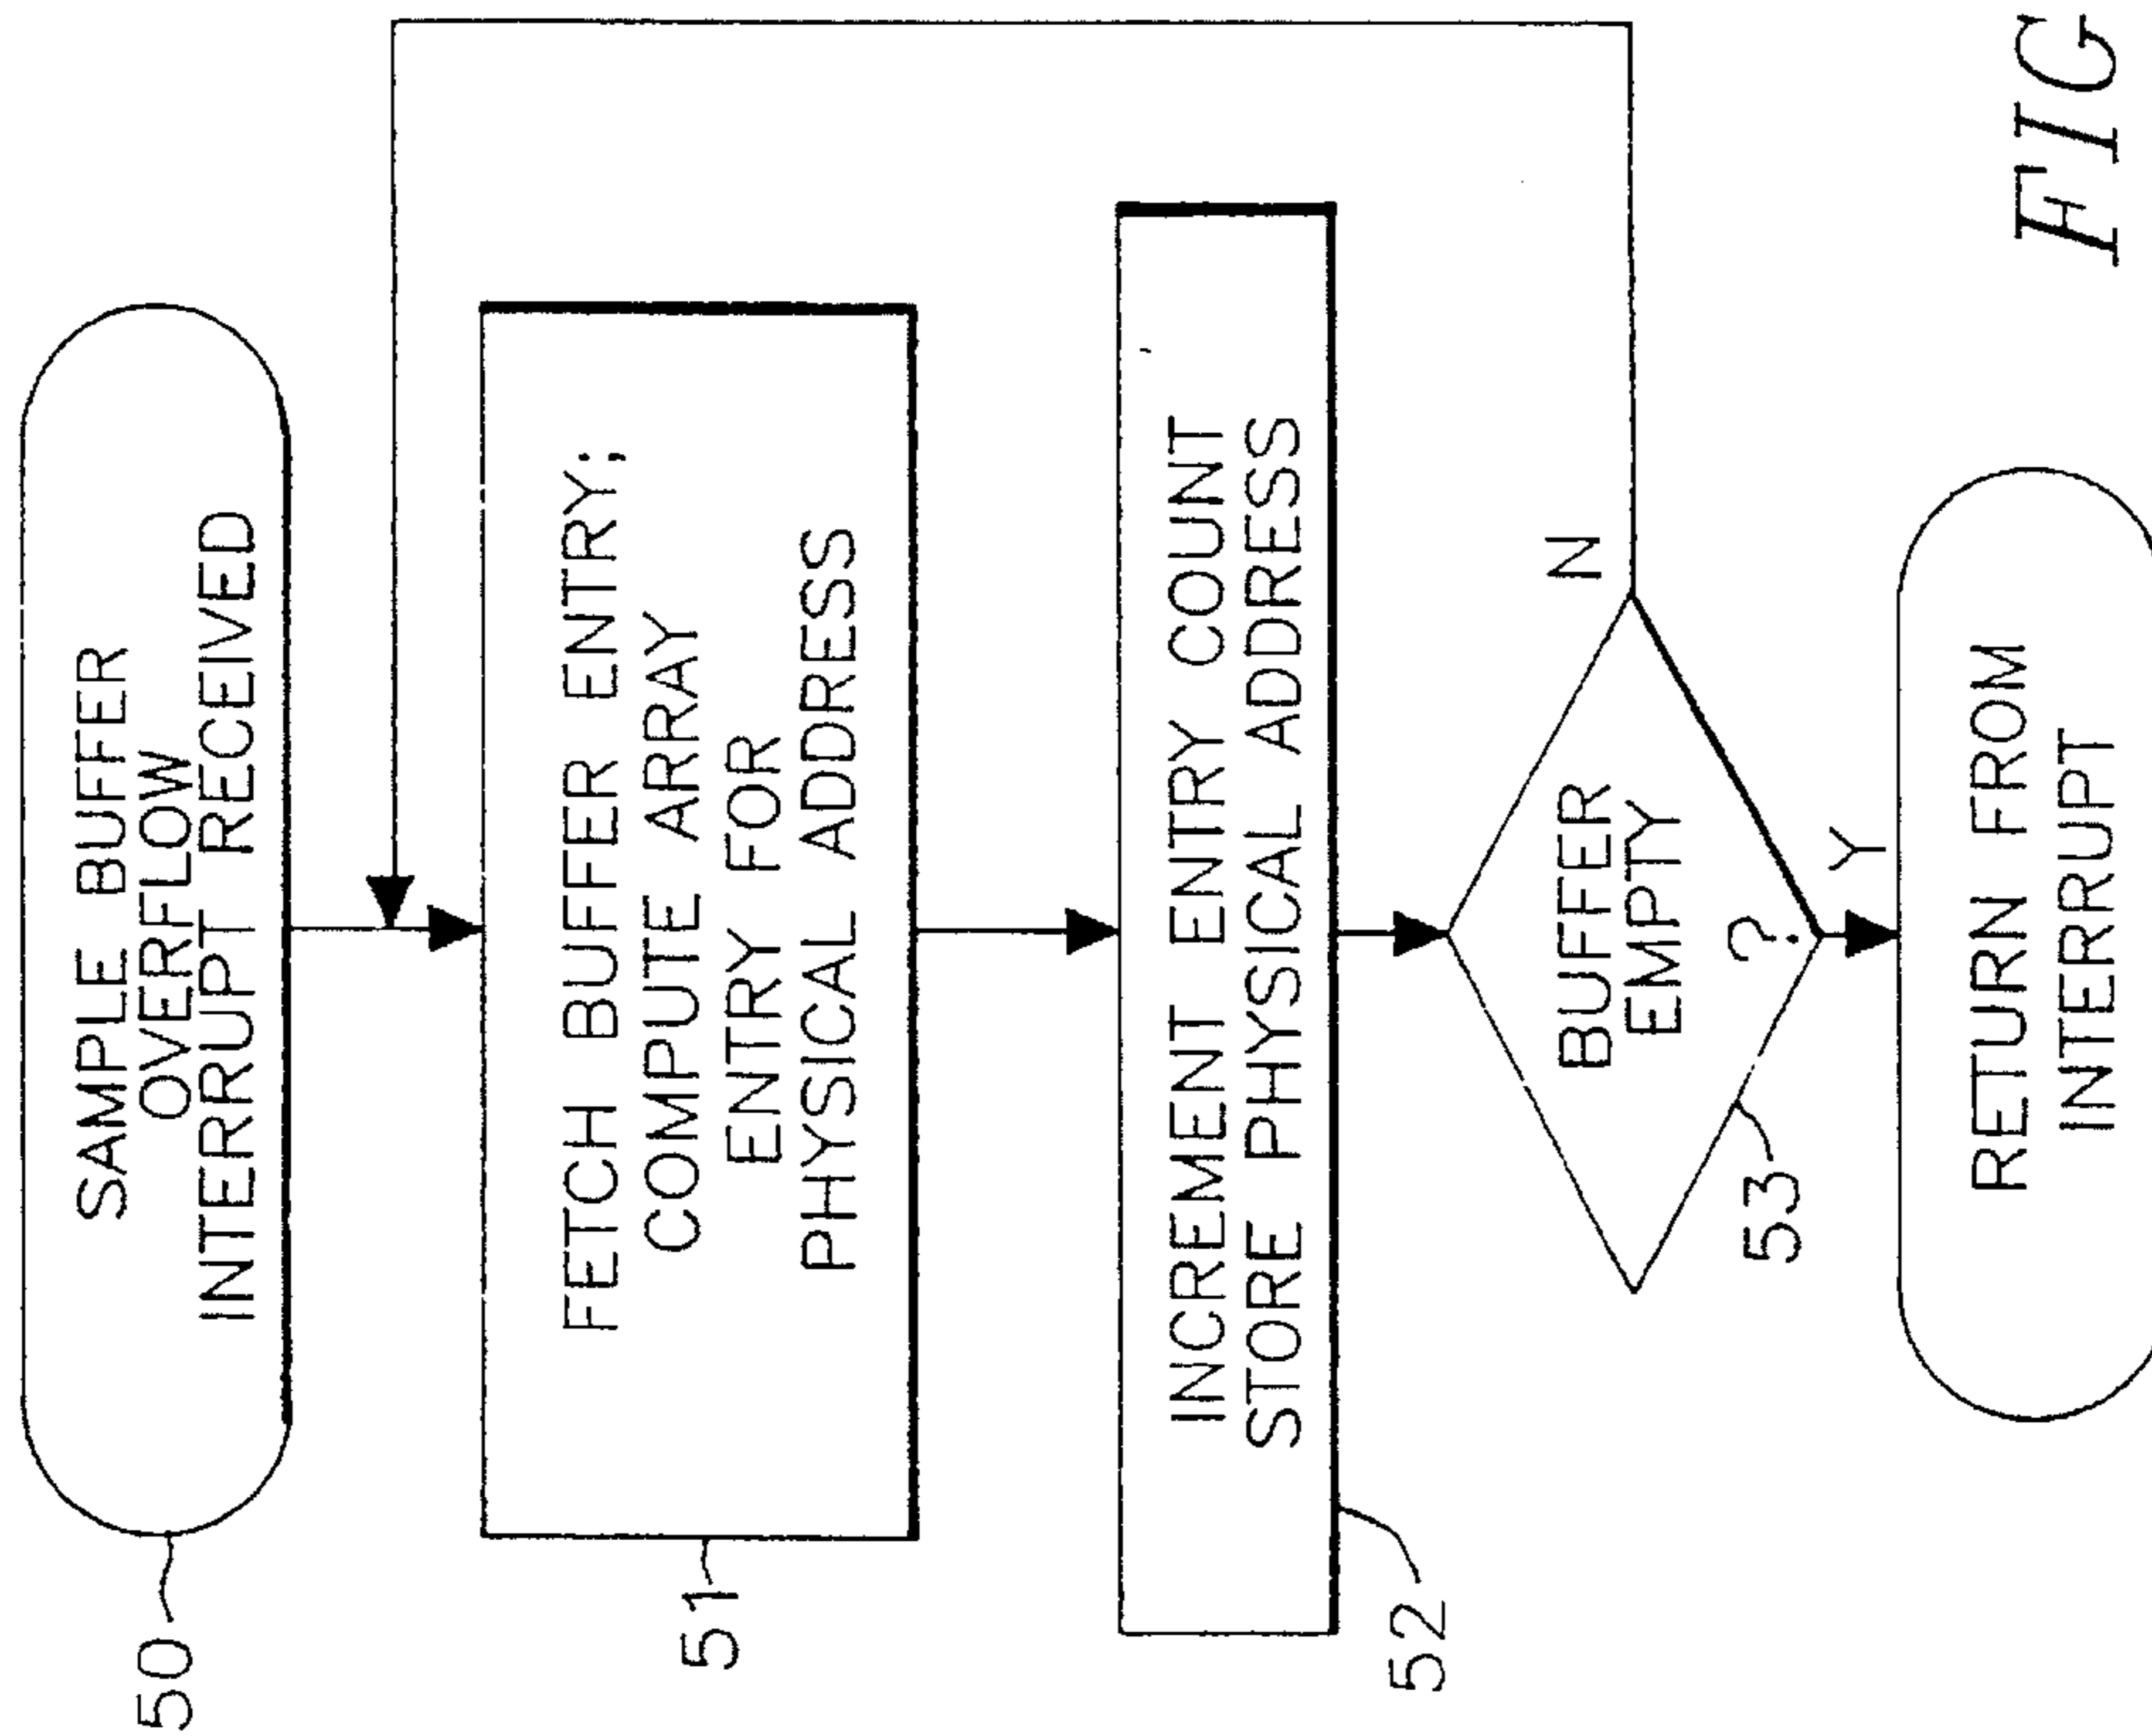 50
SAMPLE BUFFER
OVERFLOW
INTERRUPT RECEIVED
51
FETCH BUFFER ENTRY;
COMPUTE ARRAY
ENTRY FOR
PHYSICAL ADDRESS
52
INCREMENT ENTRY COUNT
STORE PHYSICAL ADDRESS
BUFFER
EMPTY
?
N
53
Y
RETURN FROM
INTERRUPT
FIG